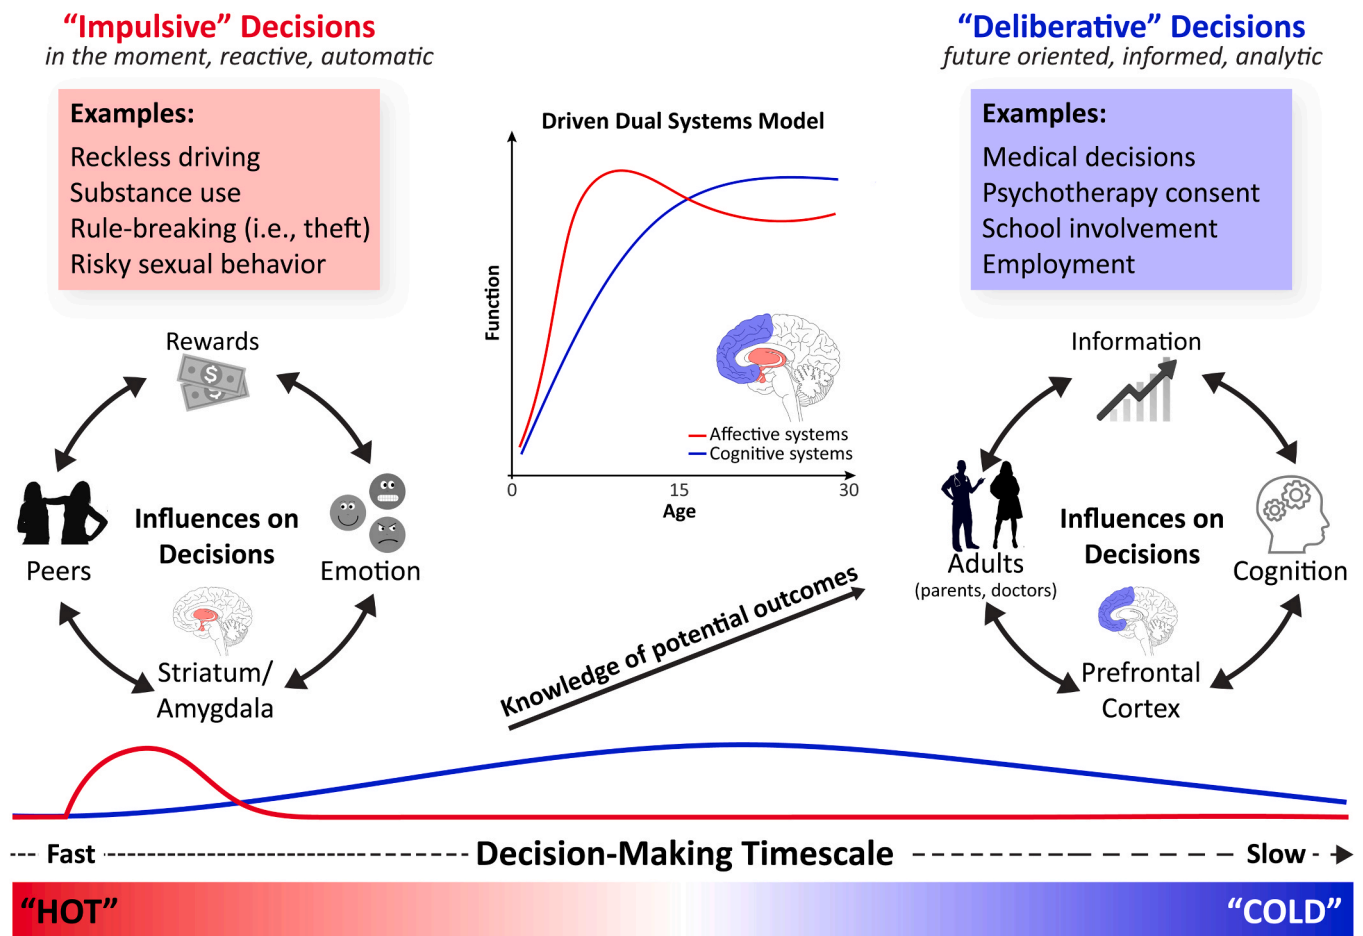 “Impulsive” Decisions
in the moment, reactive, automatic
Examples:
Reckless driving
Substance use
Rule-breaking (i.e., theft)
Risky sexual behavior
Rewards
$
$
Peers
Influences on
Decisions
Emotion
Striatum/
Amygdala
Driven Dual Systems Model
Function
Affective systems
Cognitive systems
0
15
30
Age
Knowledge of potential outcomes
“Deliberative” Decisions
future oriented, informed, analytic
Examples:
Medical decisions
Psychotherapy consent
School involvement
Employment
Information
Adults
(parents, doctors)
Influences on
Decisions
Cognition
Prefrontal
Cortex
Fast
Decision-Making Timescale
Slow
“HOT”
“COLD”